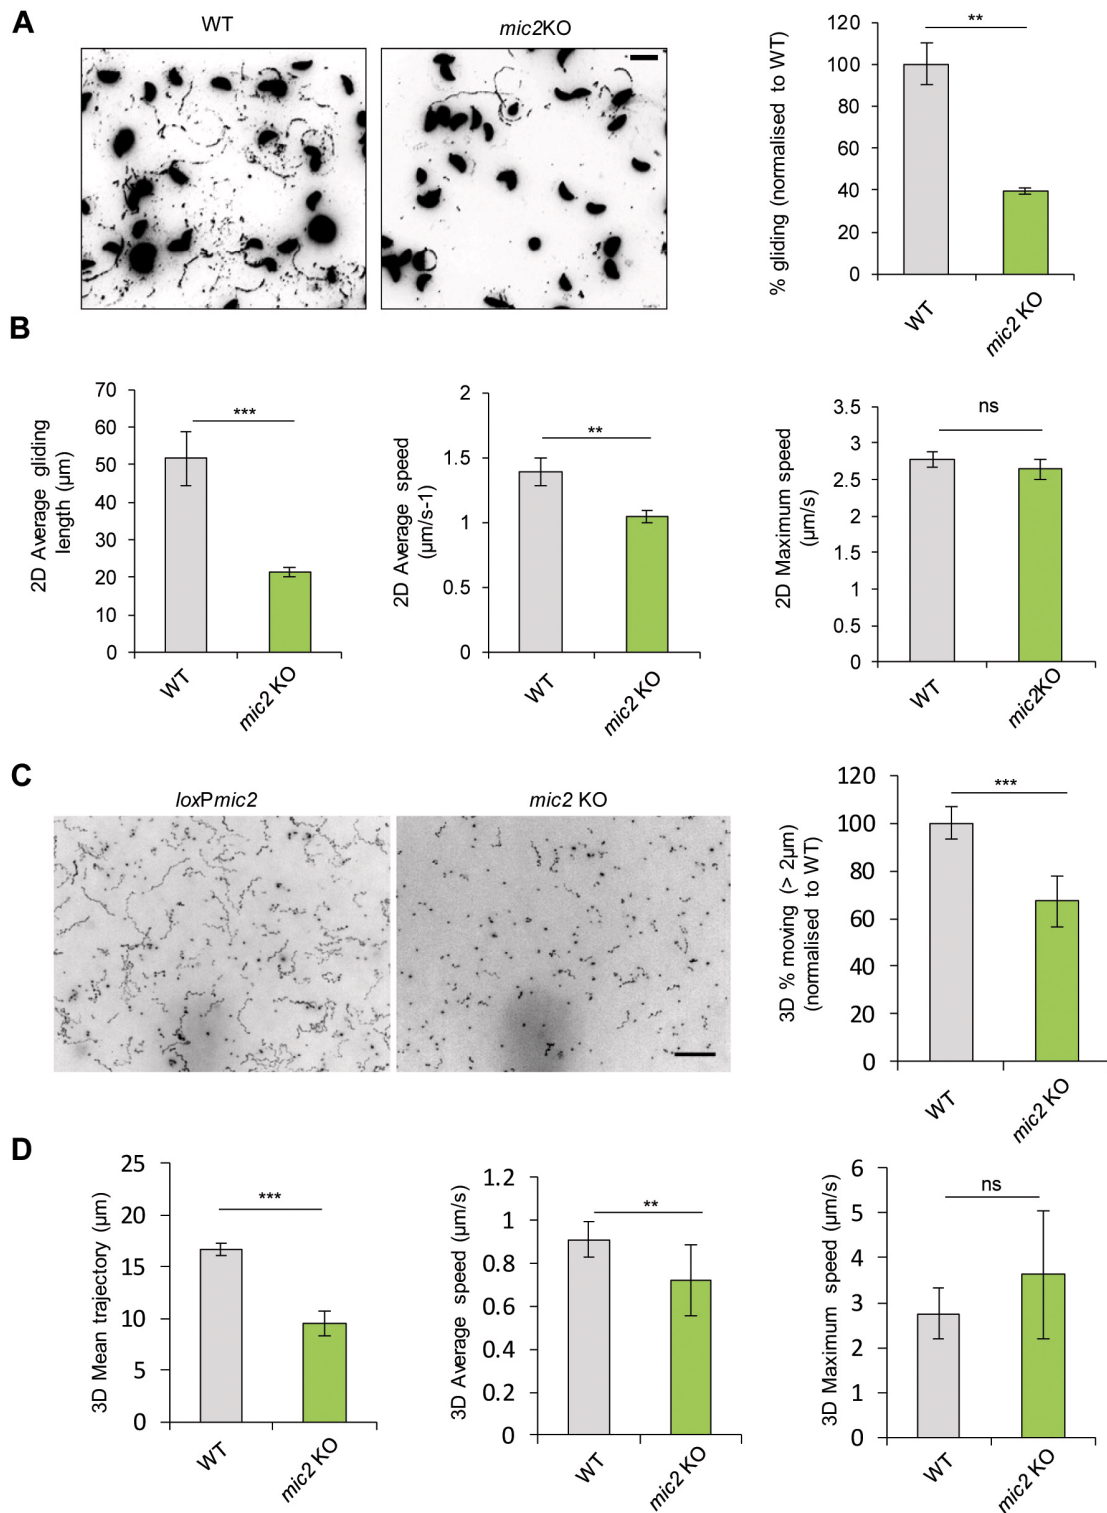 A
WT
mic2KO
% gliding (normalised to WT)
120
100
80
60
40
20
0
**
WT
mic2 KO
B
2D Average gliding
length (µm)
70
60
50
40
30
20
10
0
***
WT
mic2 KO
2D Average speed
(µm/s-1)
2
1.5
1
0.5
0
**
WT
mic2 KO
2D Maximum speed
(µm/s)
3.5
3
2.5
2
1.5
1
0.5
0
ns
WT
mic2KO
C
loxPmic2
mic2 KO
3D % moving (> 2µm)
(normalised to WT)
120
100
80
60
40
20
0
***
WT
mic2 KO
D
3D Mean trajectory (µm)
25
20
15
10
5
0
***
WT
mic2 KO
3D Average speed (µm/s)
1.2
1
0.8
0.6
0.4
0.2
0
**
WT
mic2 KO
3D Maximum speed (µm/s)
6
5
4
3
2
1
0
ns
WT
mic2 KO